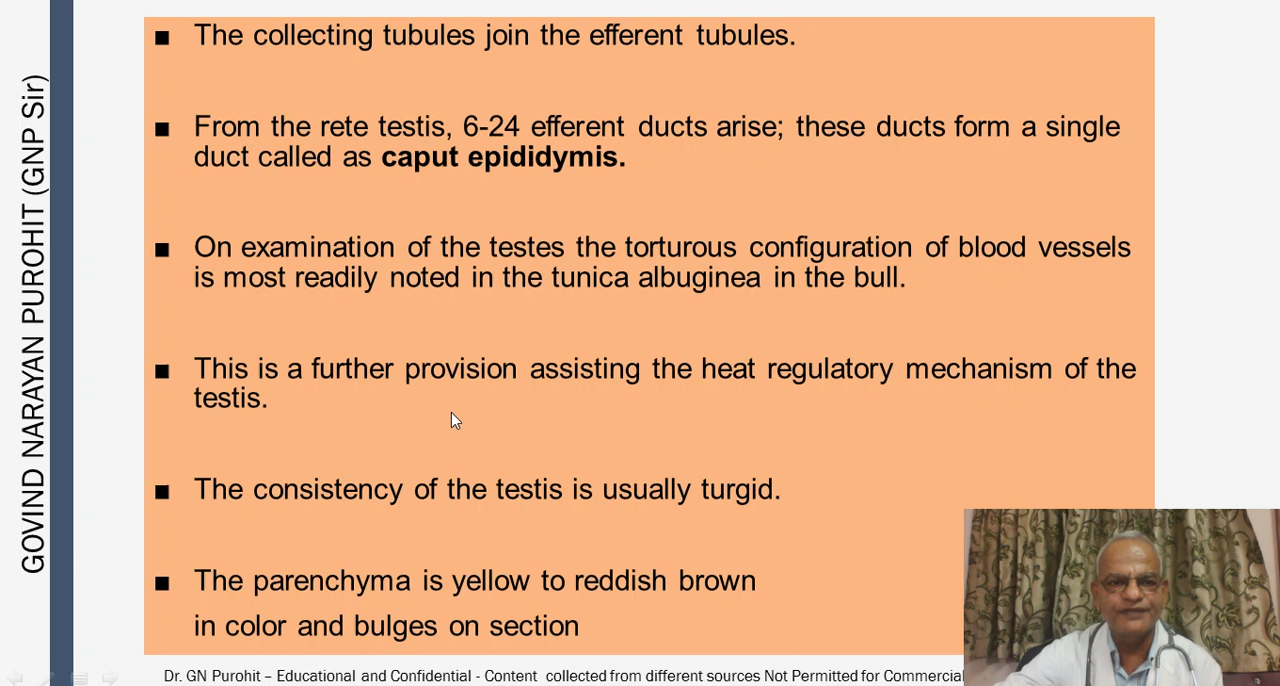 GOVIND NARAYAN PUROHIT (GNP Sir)
■ The collecting tubules join the efferent tubules.
■ From the rete testis, 6-24 efferent ducts arise; these ducts form a single
duct called as caput epididymis.
■ On examination of the testes the torturous configuration of blood vessels
is most readily noted in the tunica albuginea in the bull.
■ This is a further provision assisting the heat regulatory mechanism of the
testis.
■ The consistency of the testis is usually turgid.
■ The parenchyma is yellow to reddish brown
in color and bulges on section
Dr. GN Purohit – Educational and Confidential - Content collected from different sources Not Permitted for Commercial